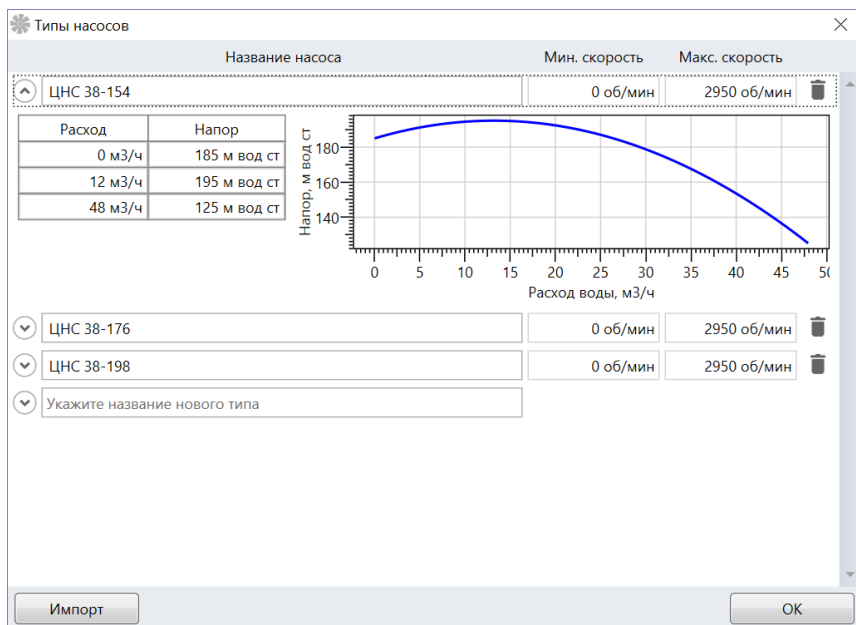 Типы насосов
Название насоса Мин. скорость Макс. скорость
ЦНС 38-154 0 об/мин 2950 об/мин
Расход Напор
0 м3/ч 185 м вод ст
12 м3/ч 195 м вод ст
48 м3/ч 125 м вод ст
Напор, м вод ст
180
160
140
0 5 10 15 20 25 30 35 40 45 50
Расход воды, м3/ч
ЦНС 38-176 0 об/мин 2950 об/мин
ЦНС 38-198 0 об/мин 2950 об/мин
Укажите название нового типа
Импорт ОК